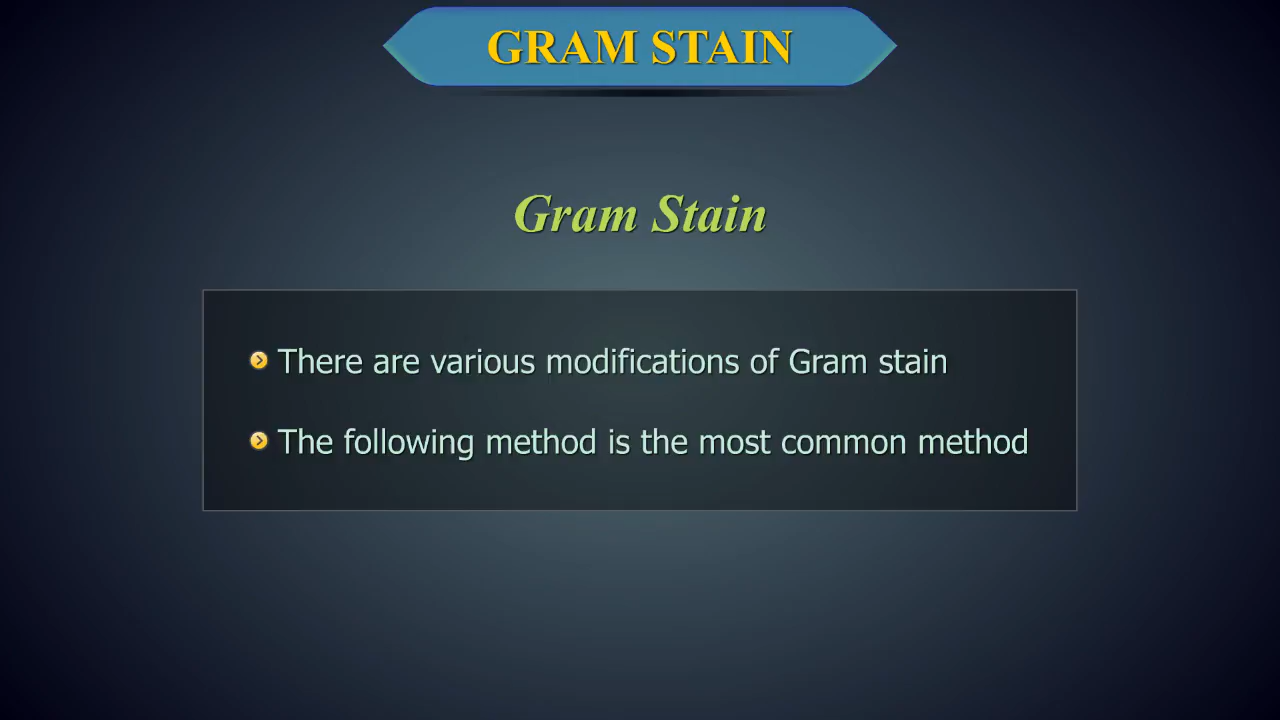 GRAM STAIN
Gram Stain
There are various modifications of Gram stain
The following method is the most common method